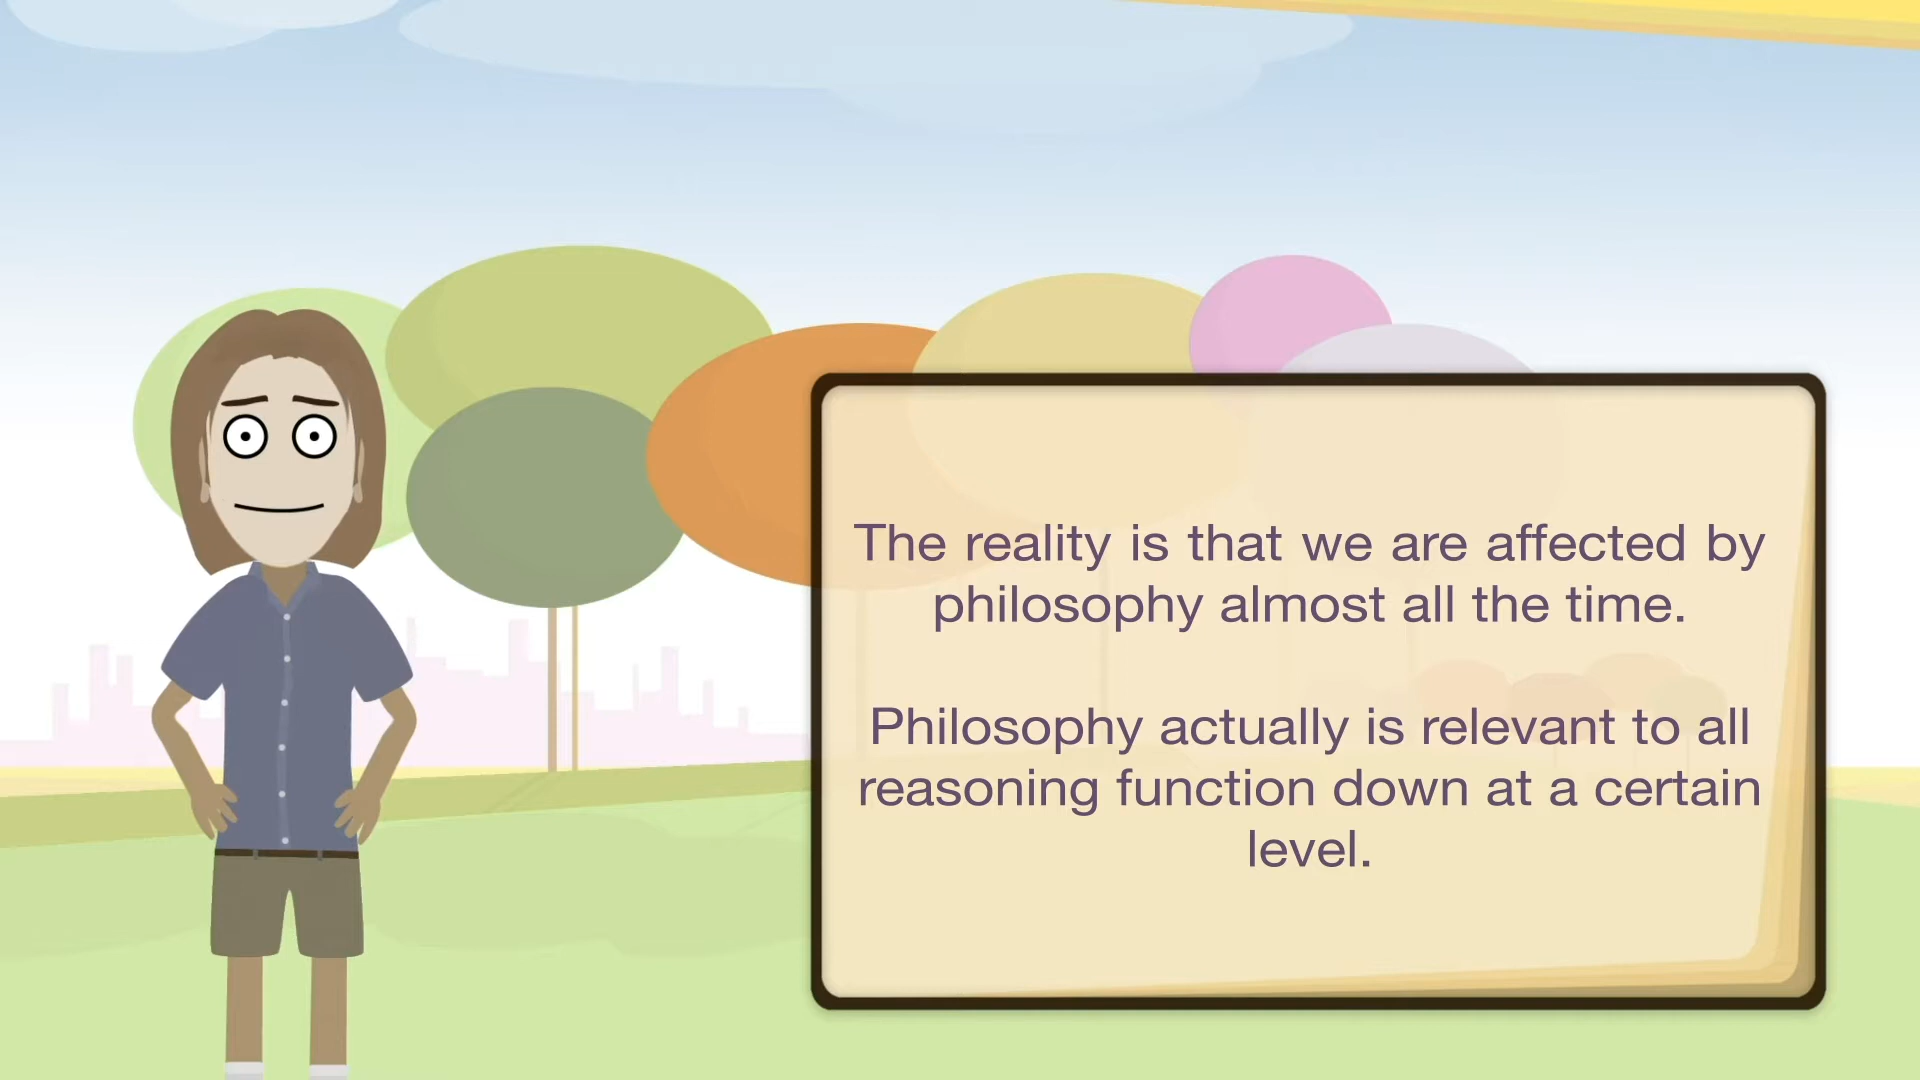 The reality is that we are affected by
philosophy almost all the time.
Philosophy actually is relevant to all
reasoning function down at a certain
level.